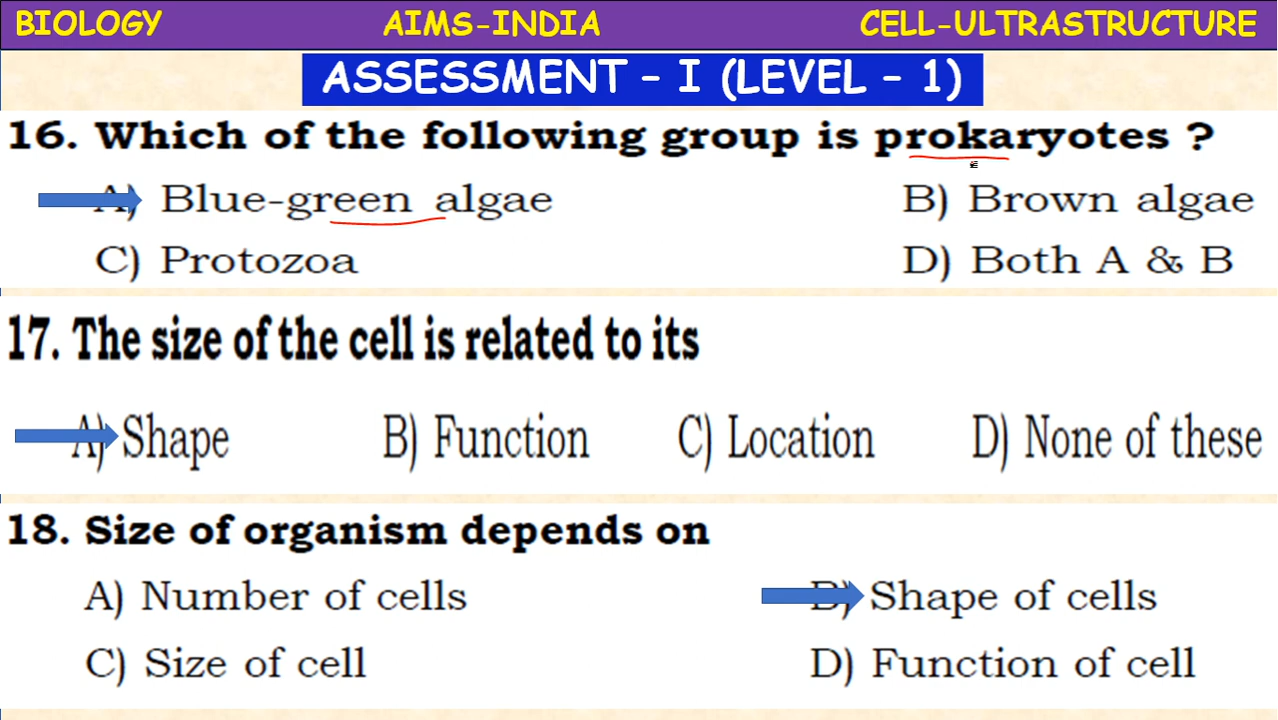 BIOLOGY AIMS-INDIA CELL-ULTRASTRUCTURE
ASSESSMENT – I (LEVEL – 1)
16. Which of the following group is prokaryotes ?
A) Blue-green algae B) Brown algae
C) Protozoa D) Both A & B
17. The size of the cell is related to its
A) Shape B) Function C) Location D) None of these
18. Size of organism depends on
A) Number of cells B) Shape of cells
C) Size of cell D) Function of cell